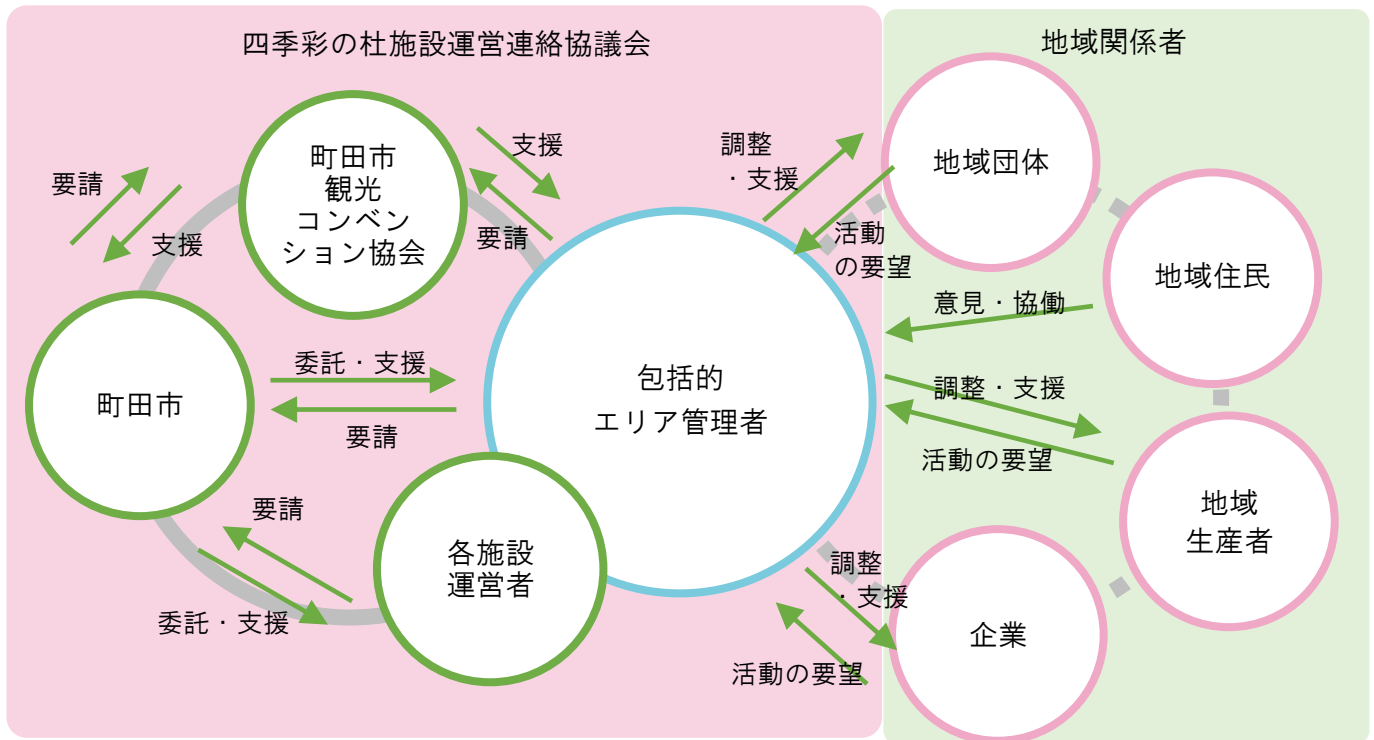 四季彩の杜施設運営連絡協議会
地域関係者
町田市
観光
コンベン
ション協会
要請
支援
支援
要請
調整
・支援
活動
の要望
地域団体
地域住民
意見・協働
町田市
委託・支援
要請
包括的
エリア管理者
調整・支援
活動の要望
地域
生産者
要請
委託・支援
各施設
運営者
調整
・支援
活動の要望
企業